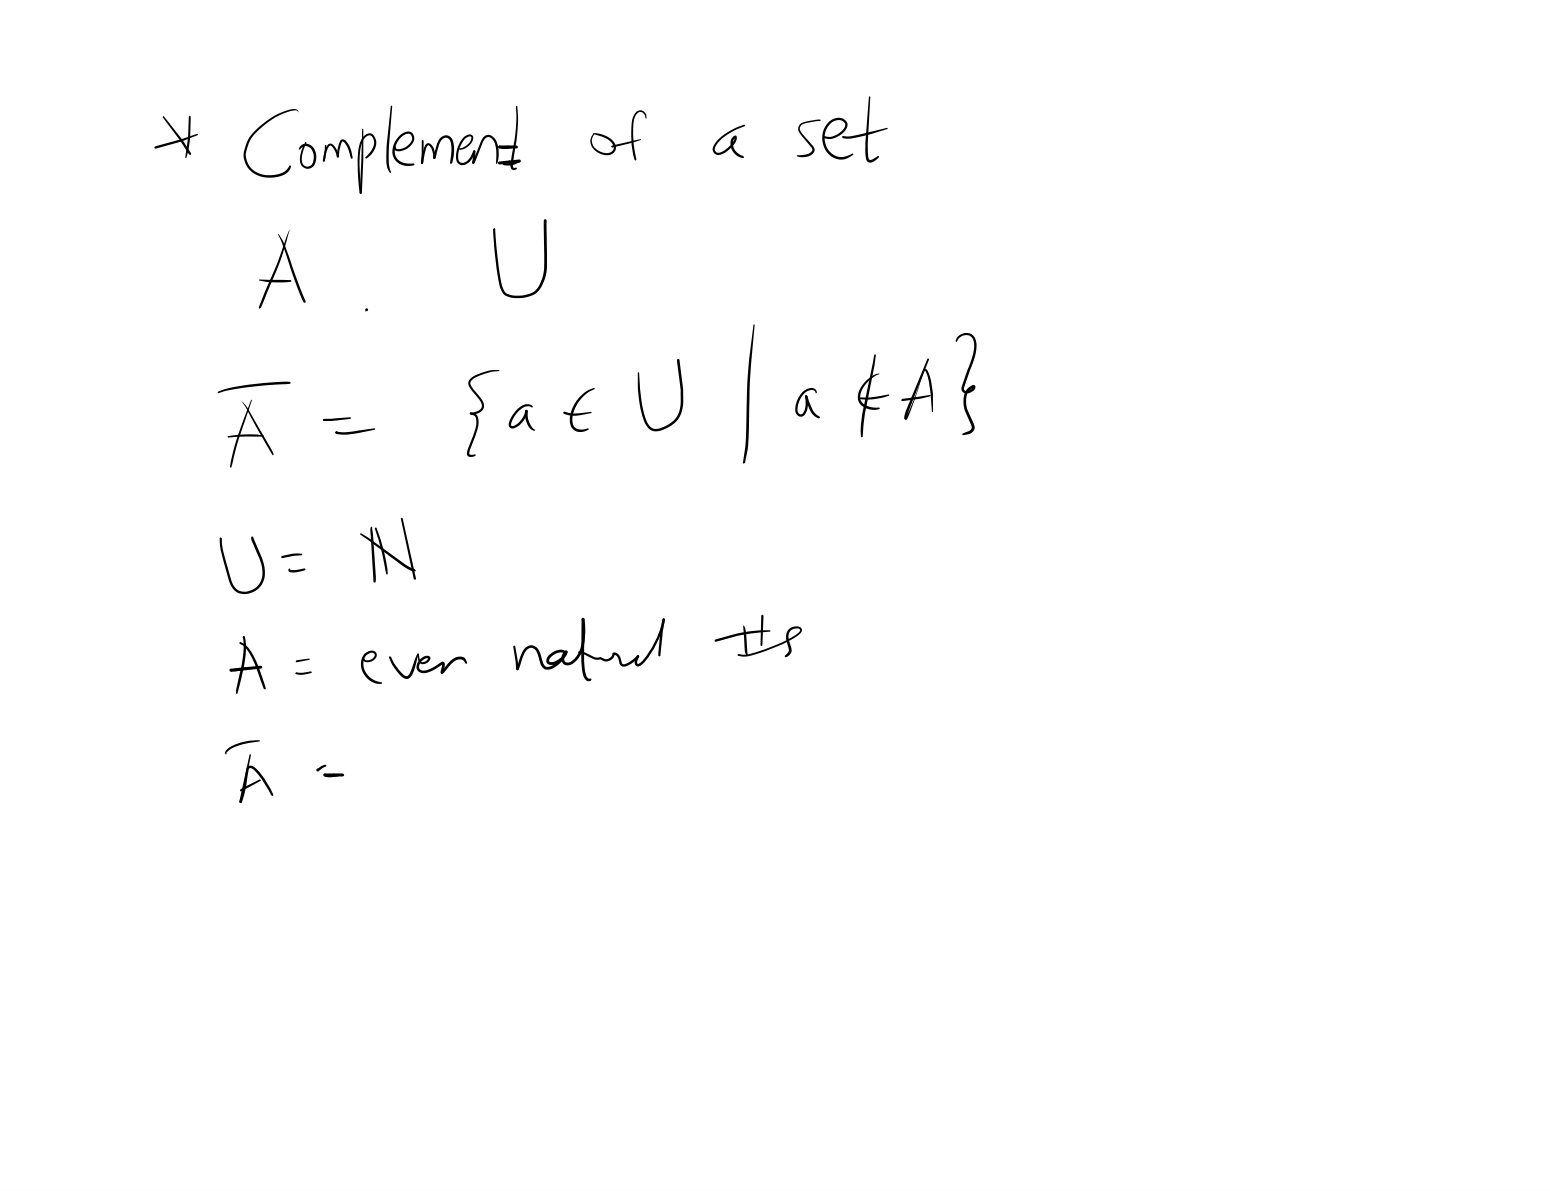 * Complement of a set
A . U
A̅ = {a ∈ U | a ∉ A}
U = ℕ
A = even natural #s
A̅ =